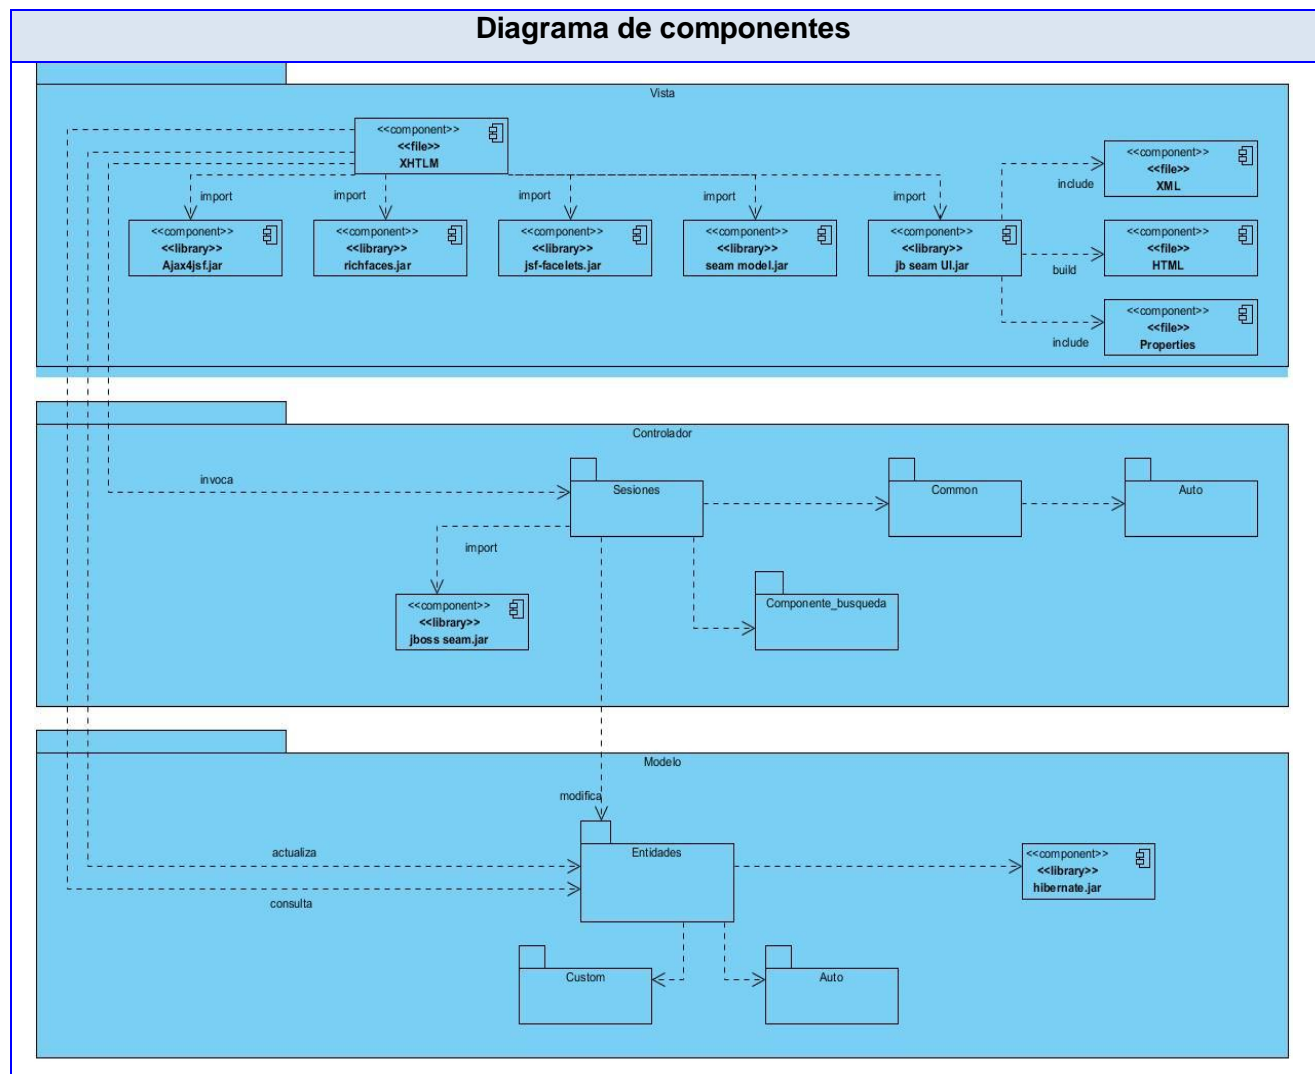 Diagrama de componentes
Vista
<<component>>
<<file>>
XHTLM
import
import
import
import
import
<<component>>
<<library>>
Ajax4jsf.jar
<<component>>
<<library>>
richfaces.jar
<<component>>
<<library>>
jsf-facelets.jar
<<component>>
<<library>>
seam model.jar
<<component>>
<<library>>
jb seam UI.jar
include
<<component>>
<<file>>
XML
build
<<component>>
<<file>>
HTML
include
<<component>>
<<file>>
Properties
Controlador
invoca
Sesiones
Common
Auto
import
<<component>>
<<library>>
jboss seam.jar
Componente_busqueda
Modelo
modifica
actualiza
consulta
Entidades
<<component>>
<<library>>
hibernate.jar
Custom
Auto